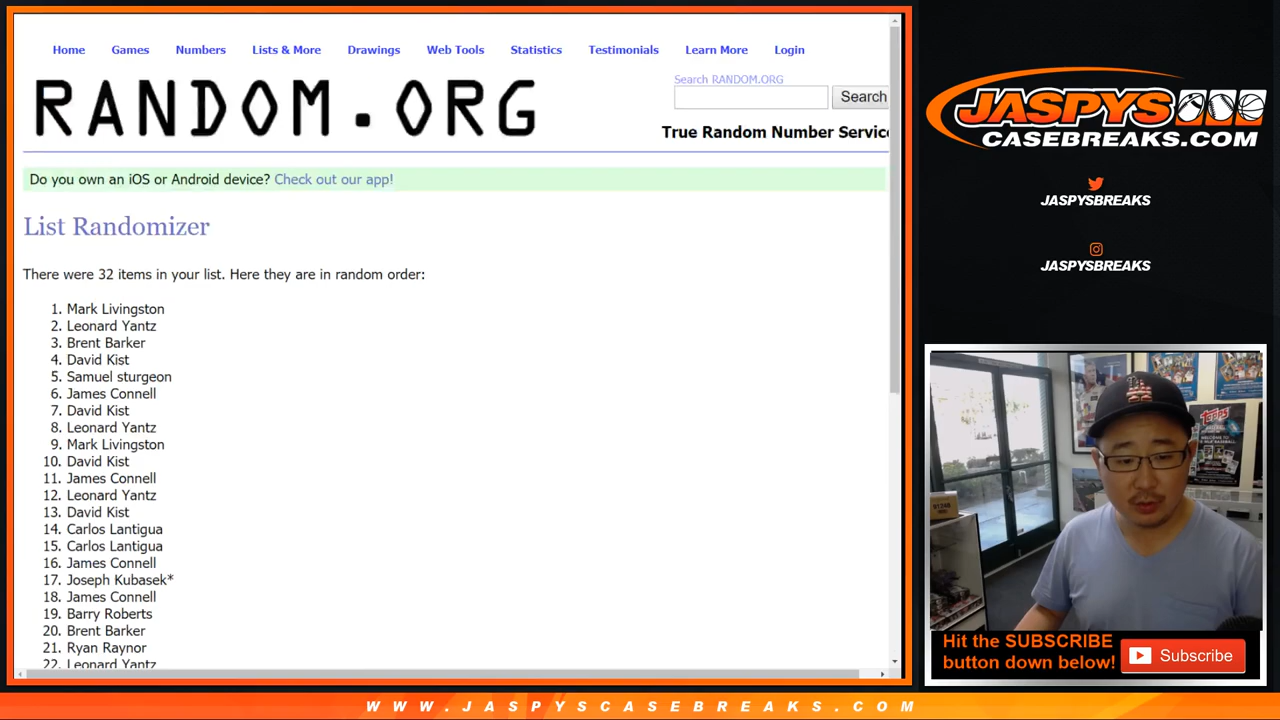 Home Games Numbers Lists & More Drawings Web Tools Statistics Testimonials Learn More Login
RANDOM.ORG
Search RANDOM.ORG
Search
True Random Number Service
Do you own an iOS or Android device? Check out our app!
List Randomizer
There were 32 items in your list. Here they are in random order:
1. Mark Livingston
2. Leonard Yantz
3. Brent Barker
4. David Kist
5. Samuel sturgeon
6. James Connell
7. David Kist
8. Leonard Yantz
9. Mark Livingston
10. David Kist
11. James Connell
12. Leonard Yantz
13. David Kist
14. Carlos Lantigua
15. Carlos Lantigua
16. James Connell
17. Joseph Kubasek*
18. James Connell
19. Barry Roberts
20. Brent Barker
21. Ryan Raynor
22. Leonard Yantz
JASPYS
CASEBREAKS.COM
JASPYSBREAKS
JASPYSBREAKS
Topps
Hit the SUBSCRIBE
button down below!
Subscribe
WWW.JASPYSCASEBREAKS.COM